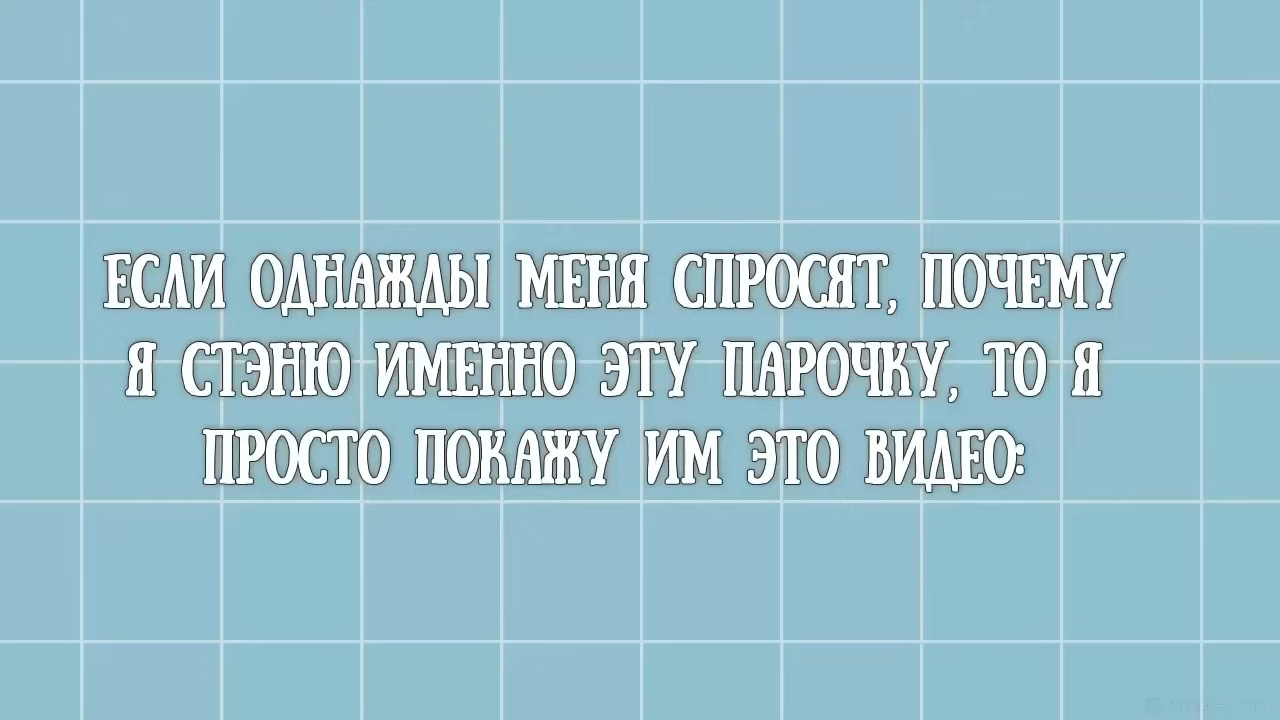 ЕСЛИ ОДНАЖДЫ МЕНЯ СПРОСЯТ, ПОЧЕМУ
Я СТЭНЮ ИМЕННО ЭТУ ПАРОЧКУ, ТО Я
ПРОСТО ПОКАЖУ ИМ ЭТО ВИДЕО: